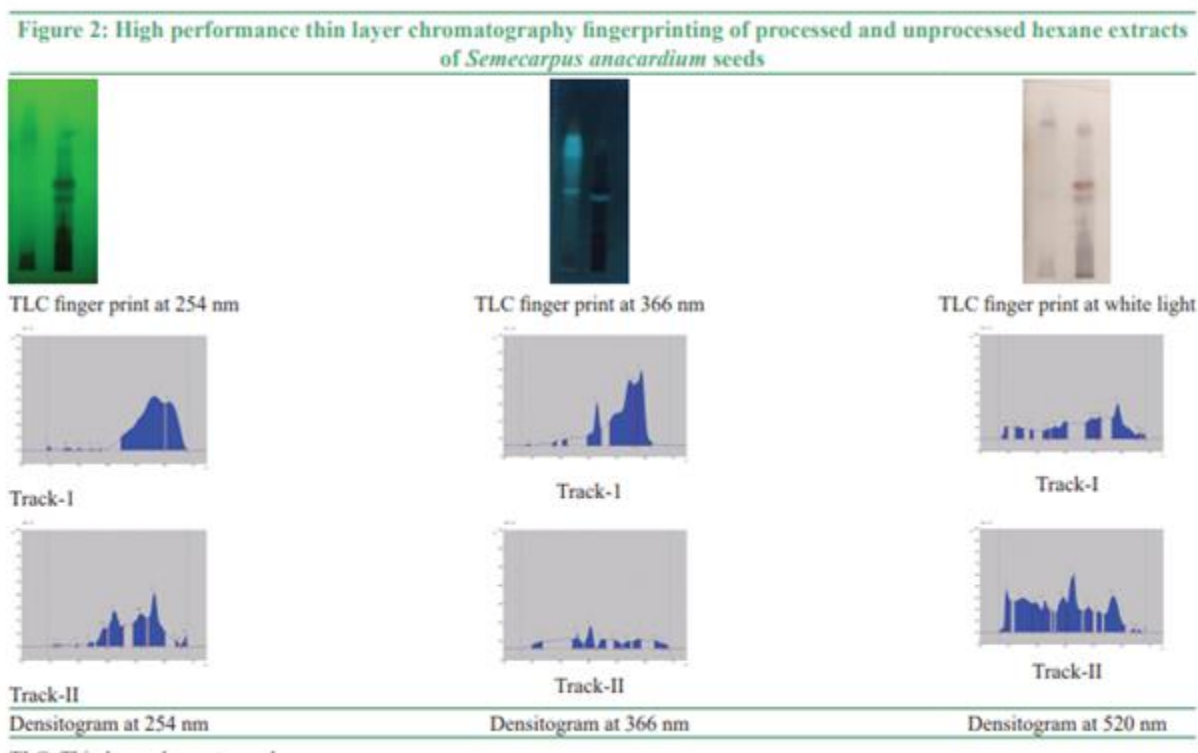 Figure 2: High performance thin layer chromatography fingerprinting of processed and unprocessed hexane extracts
of Semecarpus anacardium seeds
TLC finger print at 254 nm
TLC finger print at 366 nm
TLC finger print at white light
Track-1
Track-1
Track-I
Track-II
Track-II
Track-II
Densitogram at 254 nm
Densitogram at 366 nm
Densitogram at 520 nm